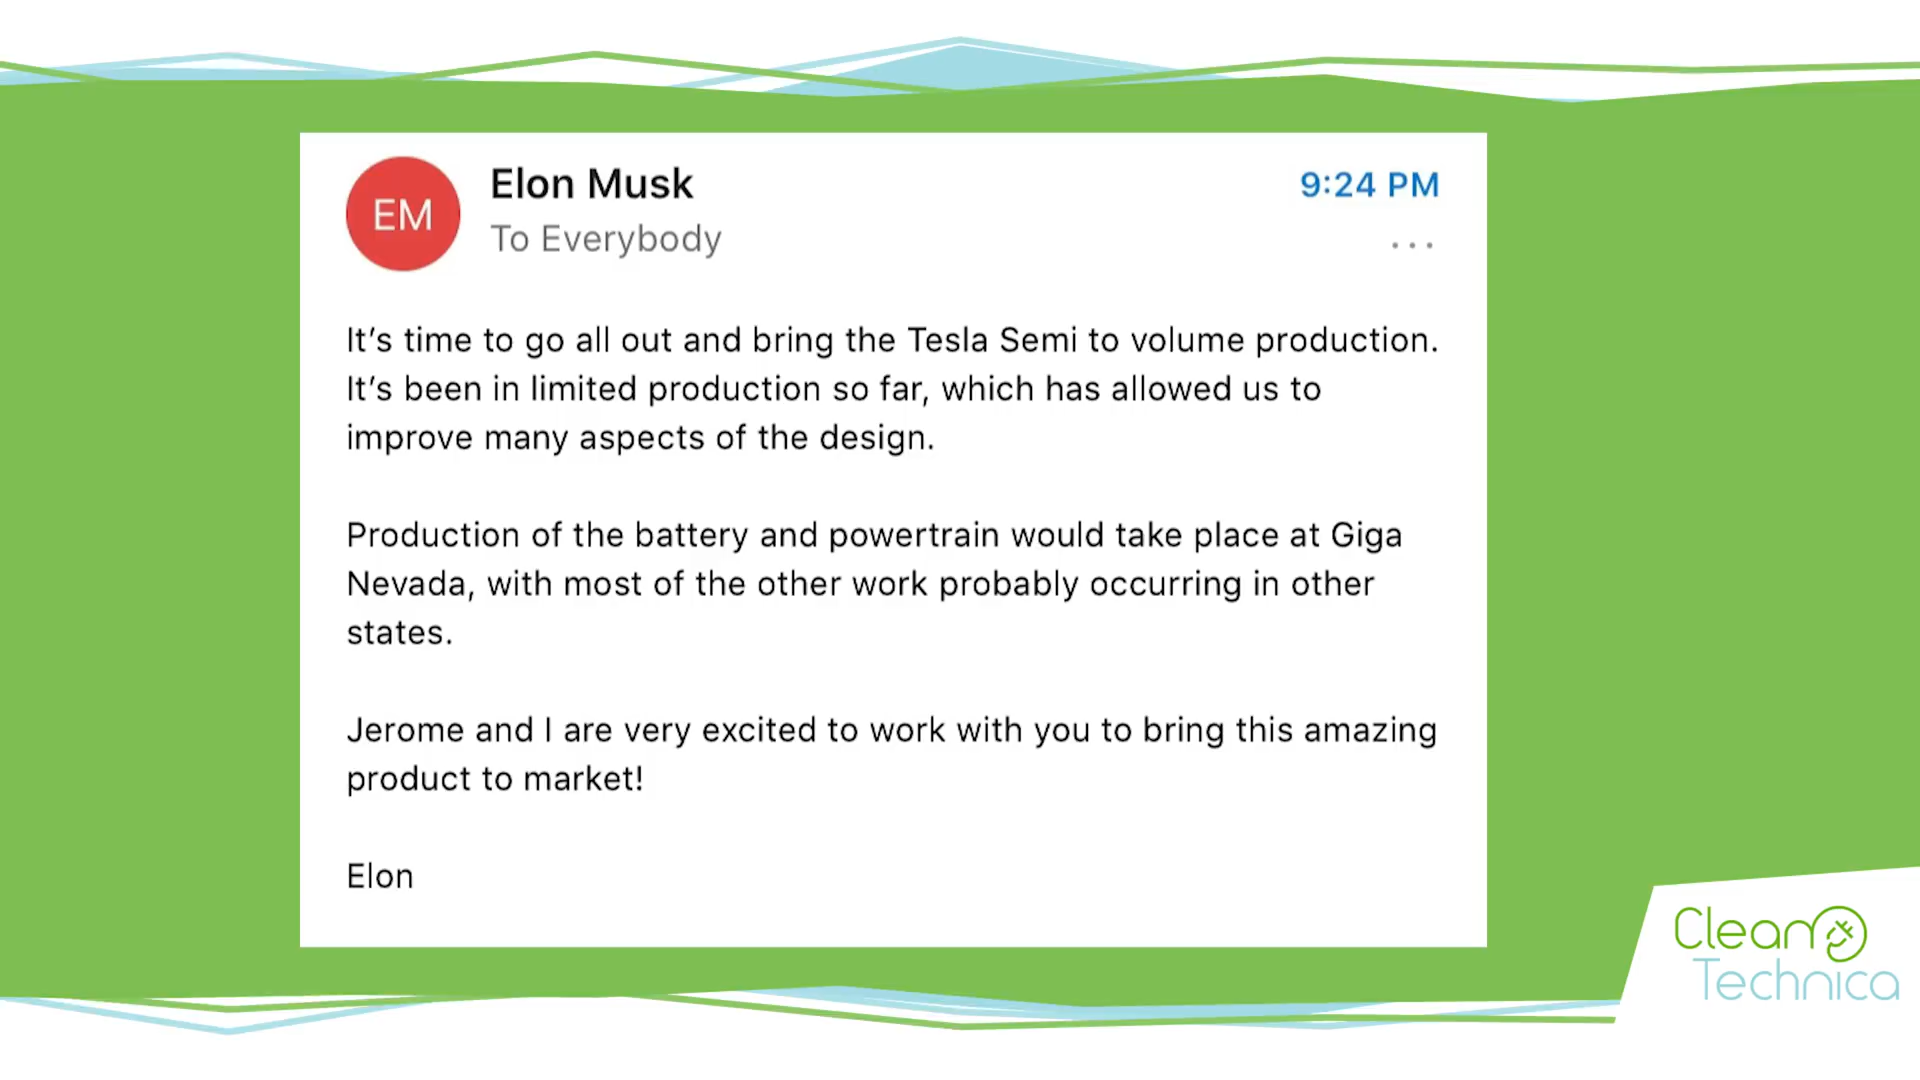 EM
Elon Musk
9:24 PM
To Everybody
...
It’s time to go all out and bring the Tesla Semi to volume production.
It’s been in limited production so far, which has allowed us to
improve many aspects of the design.
Production of the battery and powertrain would take place at Giga
Nevada, with most of the other work probably occurring in other
states.
Jerome and I are very excited to work with you to bring this amazing
product to market!
Elon
Clean
Technica